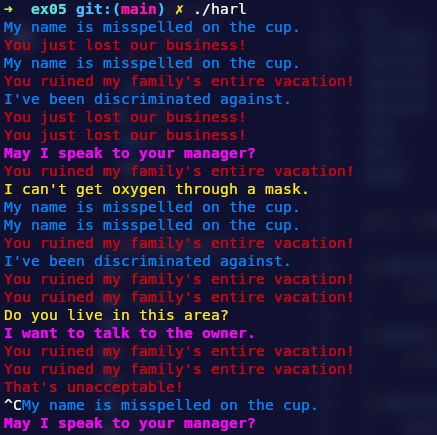 ➜  ex05 git:(main) ✗ ./harl
My name is misspelled on the cup.
You just lost our business!
My name is misspelled on the cup.
You ruined my family's entire vacation!
I've been discriminated against.
You just lost our business!
You just lost our business!
May I speak to your manager?
You ruined my family's entire vacation!
I can't get oxygen through a mask.
My name is misspelled on the cup.
My name is misspelled on the cup.
You ruined my family's entire vacation!
I've been discriminated against.
You ruined my family's entire vacation!
You ruined my family's entire vacation!
Do you live in this area?
I want to talk to the owner.
You ruined my family's entire vacation!
You ruined my family's entire vacation!
That's unacceptable!
^CMy name is misspelled on the cup.
May I speak to your manager?